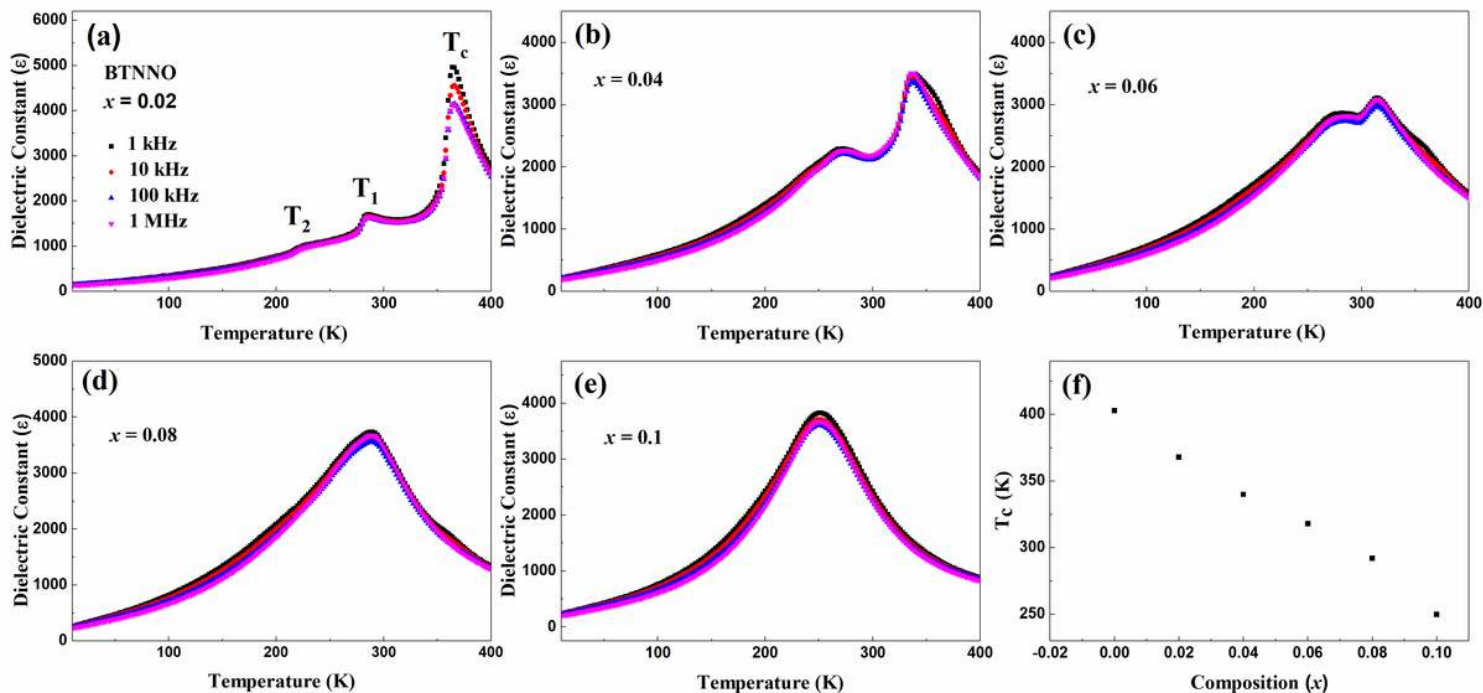 (a)
BTNNO
x = 0.02
1 kHz
10 kHz
100 kHz
1 MHz
T2
T1
Tc
Dielectric Constant (ε)
6000
5000
4000
3000
2000
1000
0
100
200
300
400
Temperature (K)
(b)
x = 0.04
Dielectric Constant (ε)
4000
3000
2000
1000
0
100
200
300
400
Temperature (K)
(c)
x = 0.06
Dielectric Constant (ε)
4000
3000
2000
1000
0
100
200
300
400
Temperature (K)
(d)
x = 0.08
Dielectric Constant (ε)
5000
4000
3000
2000
1000
0
100
200
300
400
Temperature (K)
(e)
x = 0.1
Dielectric Constant (ε)
4000
3000
2000
1000
0
100
200
300
400
Temperature (K)
(f)
Tc (K)
400
350
300
250
-0.02
0.00
0.02
0.04
0.06
0.08
0.10
Composition (x)